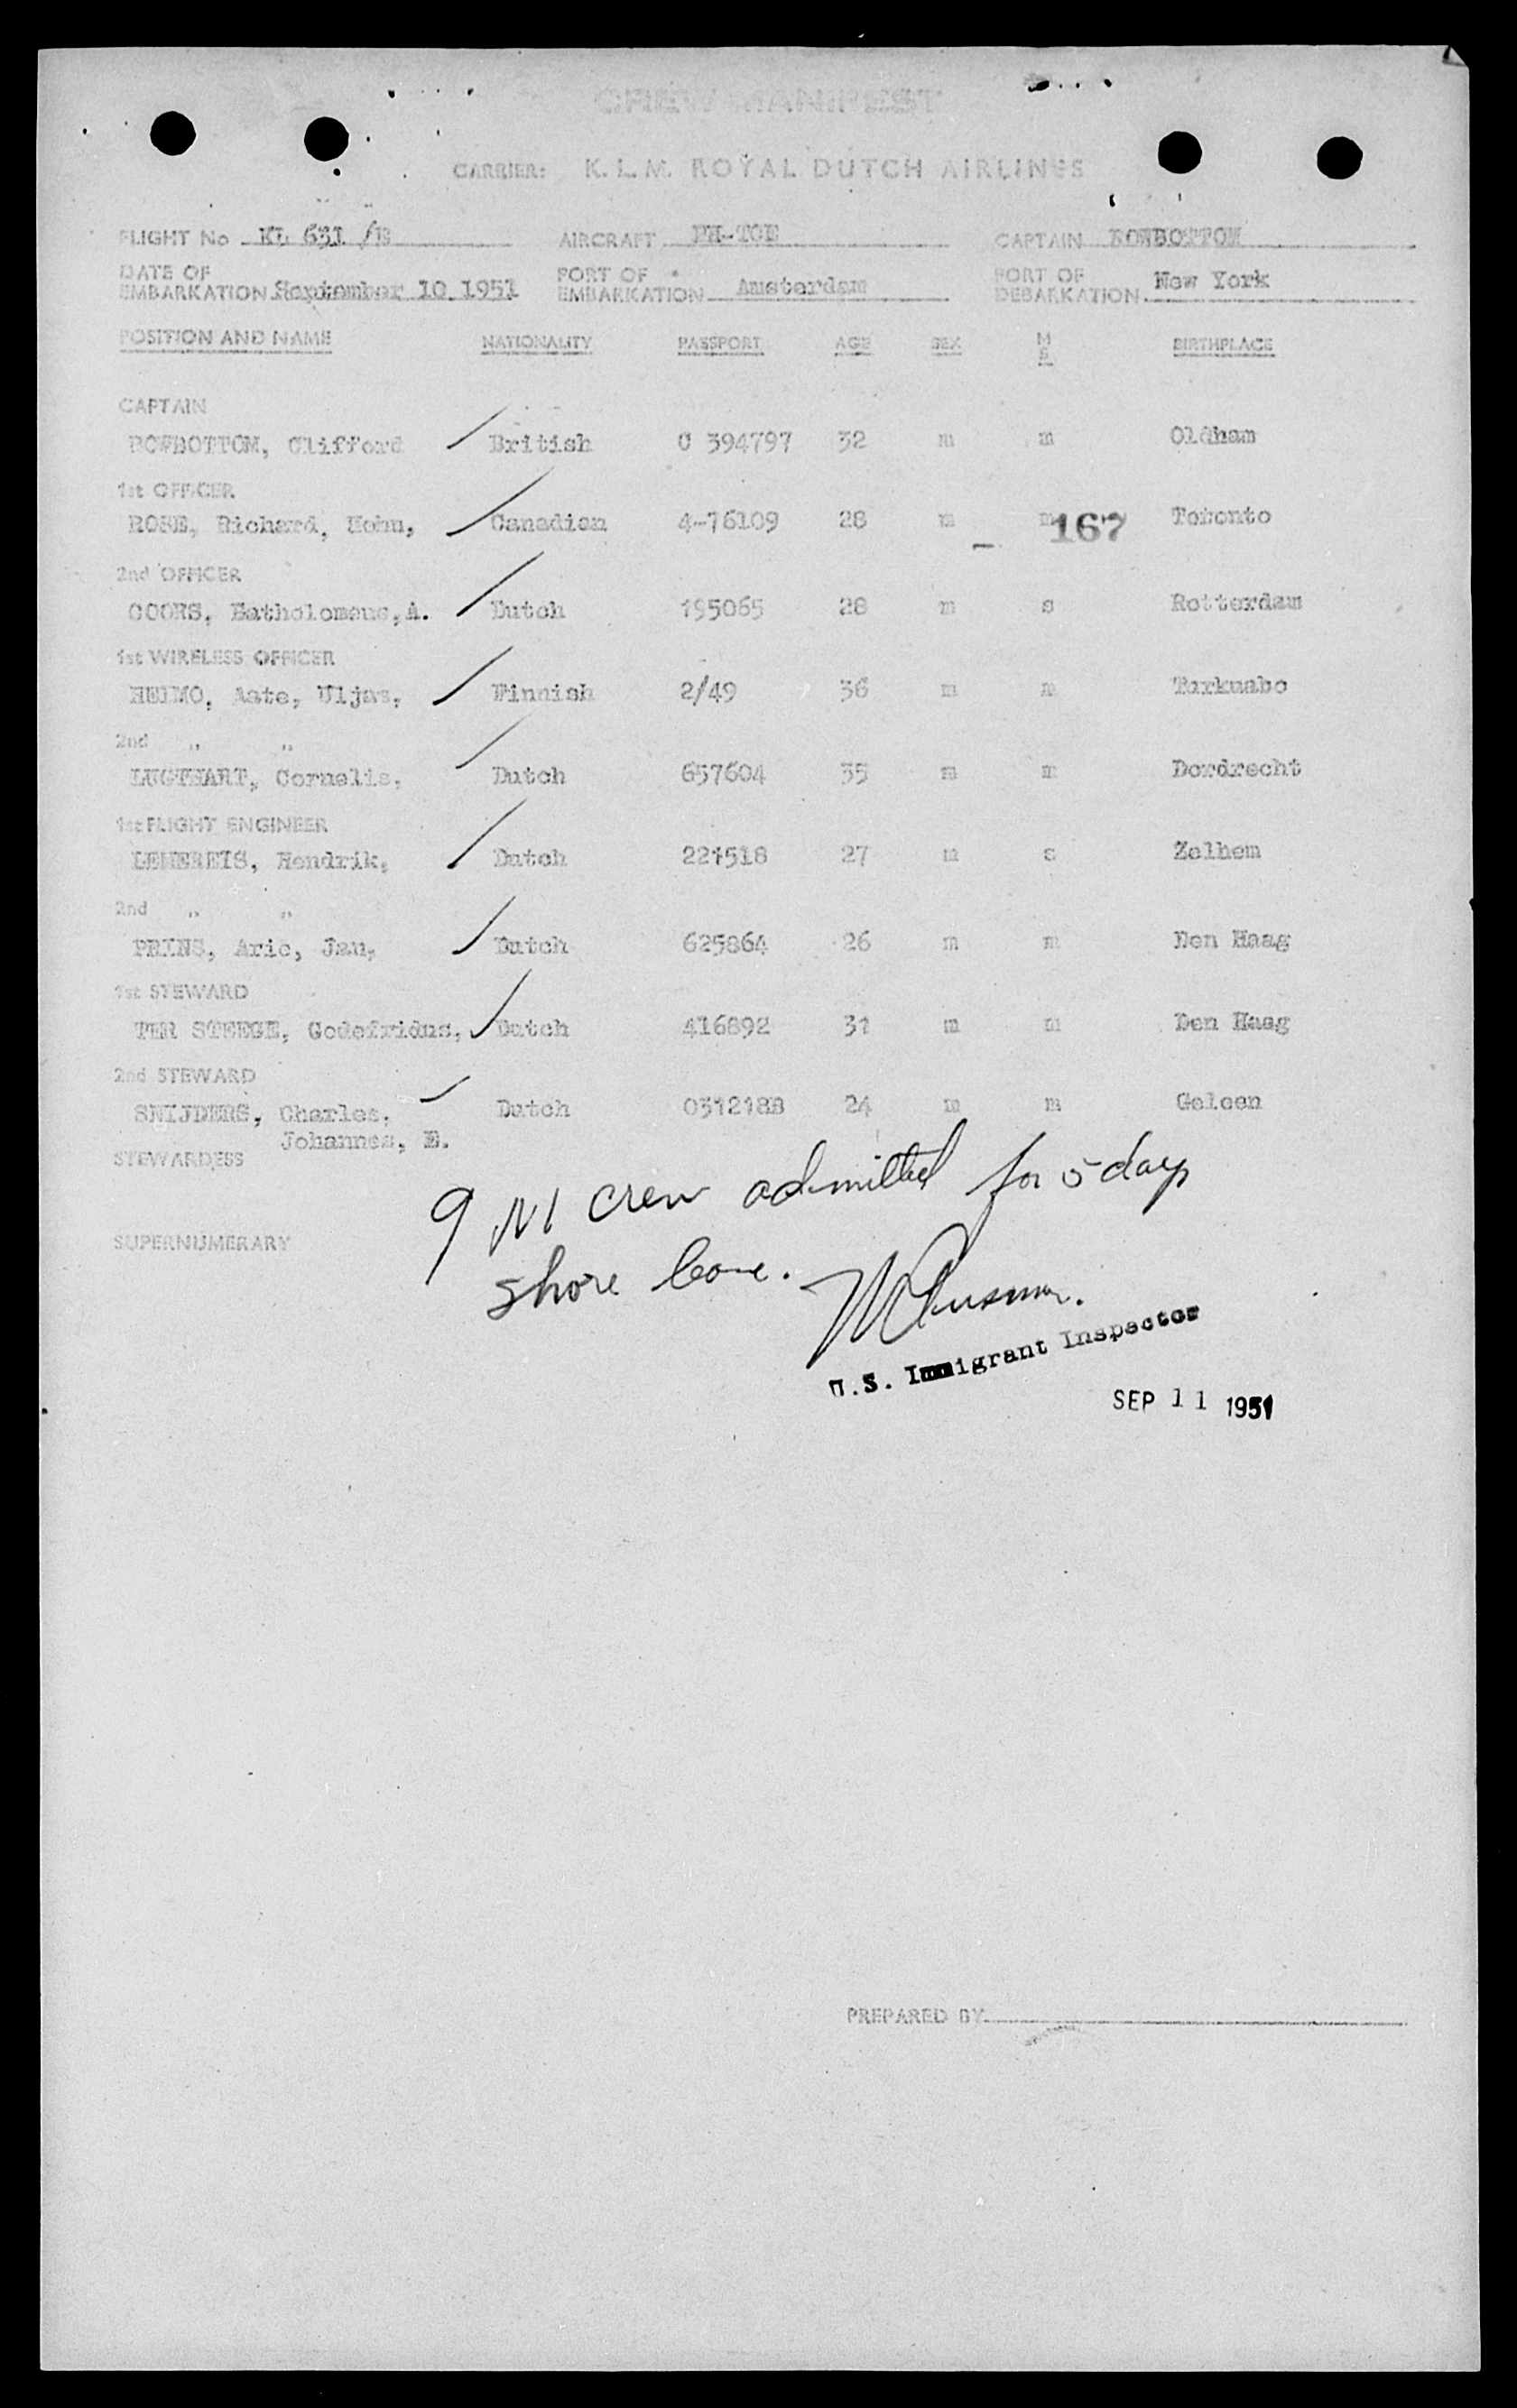 CREW MANIFEST
CARRIER: K.L.M. ROYAL DUTCH AIRLINES
FLIGHT No KL 631 /B AIRCRAFT PH-TDE CAPTAIN ROWBOTTOM
DATE OF EMBARKATION September 10 1951 PORT OF EMBARKATION Amsterdam PORT OF DEBARKATION New York
POSITION AND NAME NATIONALITY PASSPORT AGE SEX M S BIRTHPLACE
CAPTAIN
ROWBOTTOM, Clifford British C 394797 32 m m Oldham
1st OFFICER
ROSE, Richard, Canadian 4-76109 28 m m 167 Toronto
2nd OFFICER
COORS, Batholomeus, A. Dutch 195065 28 m s Rotterdam
1st WIRELESS OFFICER
HEIMO, Aate, Uljas, Finnish 2/49 36 m m
2nd " "
LUGTHART, Cornelis, Dutch 657604 35 m m Dordrecht
1st FLIGHT ENGINEER
Hendrik, Dutch 221518 27 m s Zelhem
2nd " "
PRINS, Arie, Jan, Dutch 625864 26 m m Den Haag
1st STEWARD
TER STEEGE, Godefridus, Dutch 416892 31 m m Den Haag
2nd STEWARD
SNIJDERS, Charles, Dutch 0312188 24 m m Geleen
Johannes, E.
STEWARDESS
9 NI crew admitted for 5 days
SUPERNUMERARY
shore leave.
U.S. Immigrant Inspector
SEP 11 1951
PREPARED BY